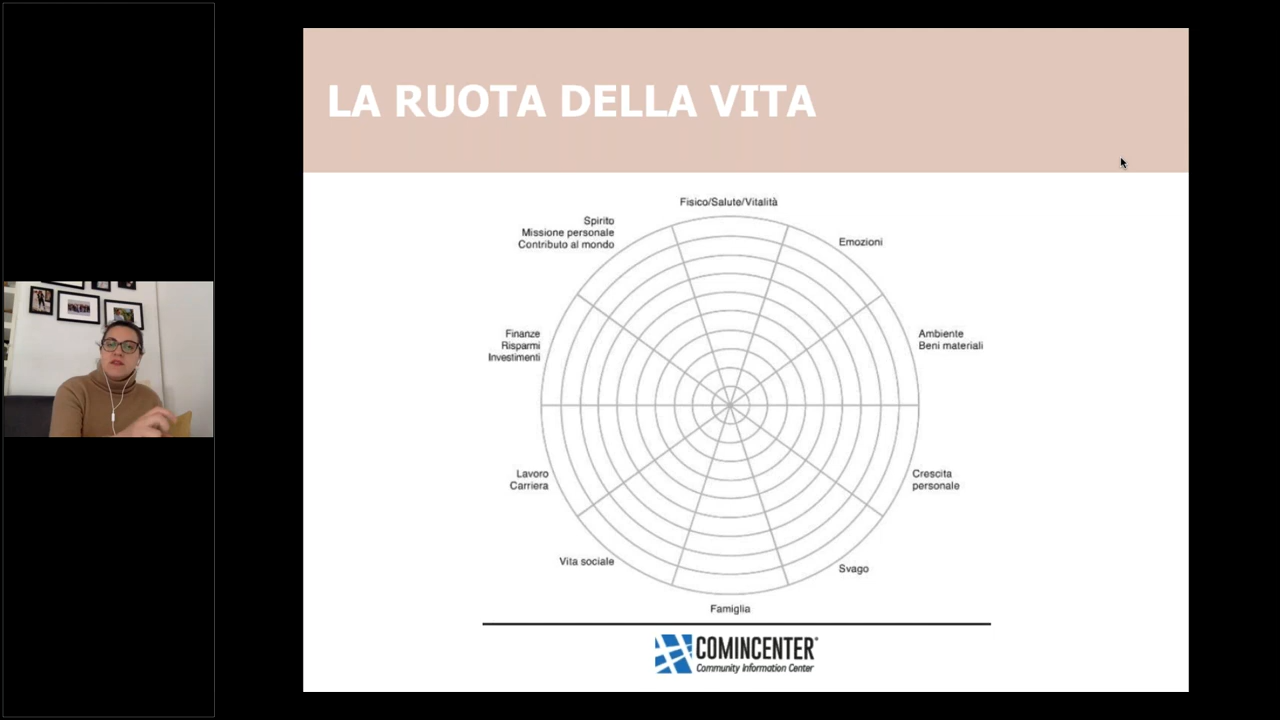 LA RUOTA DELLA VITA
Fisico/Salute/Vitalità
Spirito
Missione personale
Contributo al mondo
Emozioni
Finanze
Risparmi
Investimenti
Ambiente
Beni materiali
Lavoro
Carriera
Crescita
personale
Vita sociale
Svago
Famiglia
COMINCENTER®
Community Information Center